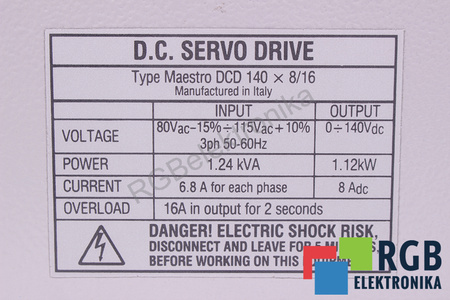 D.C. SERVO DRIVE
Type Maestro DCD 140 × 8/16
Manufactured in Italy
INPUT OUTPUT
VOLTAGE 80Vac-15%÷115Vac+10% 0÷140Vdc
3ph 50-60Hz
POWER 1.24 kVA 1.12kW
CURRENT 6.8 A for each phase 8 Adc
OVERLOAD 16A in output for 2 seconds
DANGER! ELECTRIC SHOCK RISK,
DISCONNECT AND LEAVE FOR 5 MINUTES
BEFORE WORKING ON THIS
RGBelektronika
RGB
ELEKTRONIKA